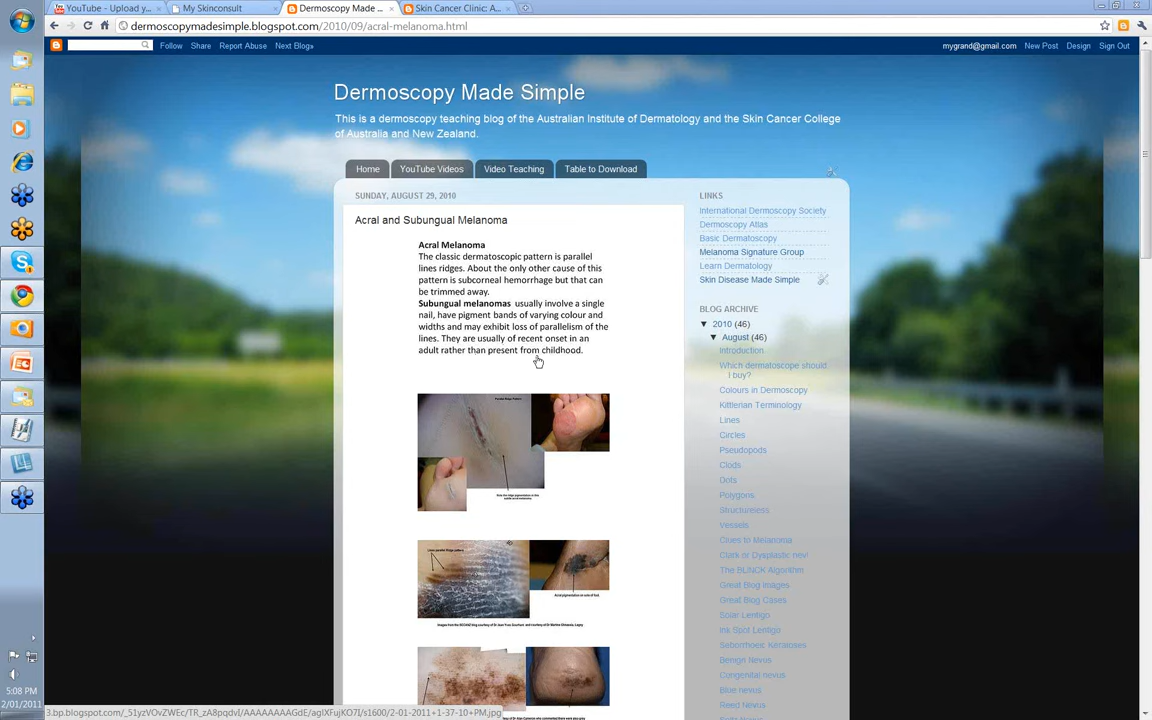 YouTube - Upload y...
My Skinconsult
Dermoscopy Made ...
Skin Cancer Clinic: A...
dermoscopymadesimple.blogspot.com/2010/09/acral-melanoma.html
Follow Share Report Abuse Next Blog»
mygrand@gmail.com New Post Design Sign Out
Dermoscopy Made Simple
This is a dermoscopy teaching blog of the Australian Institute of Dermatology and the Skin Cancer College
of Australia and New Zealand.
Home YouTube Videos Video Teaching Table to Download
SUNDAY, AUGUST 29, 2010
Acral and Subungual Melanoma
Acral Melanoma
The classic dermatoscopic pattern is parallel
lines ridges. About the only other cause of this
pattern is subcorneal hemorrhage but that can
be trimmed away.
Subungual melanomas usually involve a single
nail, have pigment bands of varying colour and
widths and may exhibit loss of parallelism of the
lines. They are usually of recent onset in an
adult rather than present from childhood.
LINKS
International Dermoscopy Society
Dermoscopy Atlas
Basic Dermatoscopy
Melanoma Signature Group
Learn Dermatology
Skin Disease Made Simple
BLOG ARCHIVE
▼ 2010 (46)
▼ August (46)
Introduction
Which dermatoscope should
I buy?
Colours in Dermoscopy
Kittlerian Terminology
Lines
Circles
Pseudopods
Clods
Dots
Polygons
Structureless
Vessels
Clues to Melanoma
Clark or Dysplastic nevi
The BLINCK Algorithm
Great Blog Images
Great Blog Cases
Solar Lentigo
Ink Spot Lentigo
Seborrhoeic Keratoses
Benign Nevus
Congenital nevus
Blue nevus
Reed Nevus
5:08 PM
2/01/2011